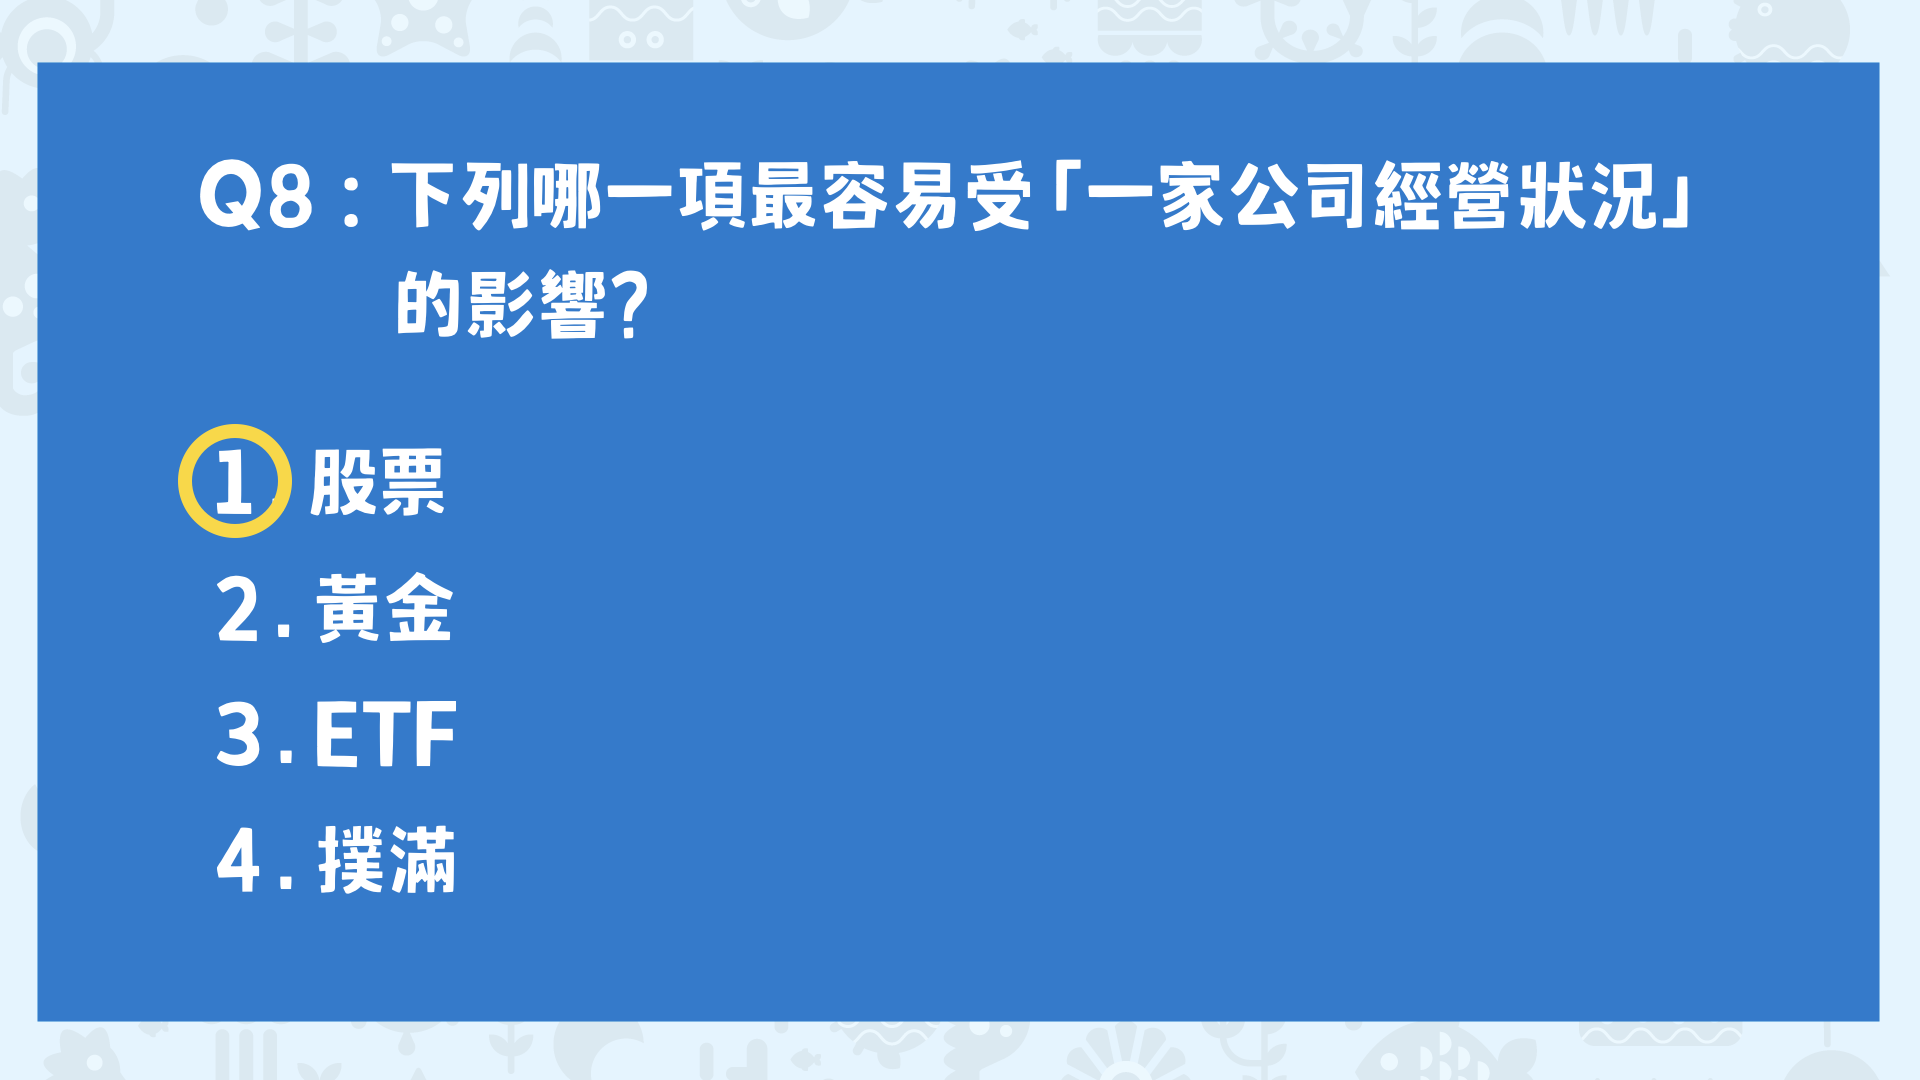 Q8：下列哪一項最容易受「一家公司經營狀況」
的影響？
1. 股票
2. 黃金
3. ETF
4. 撲滿